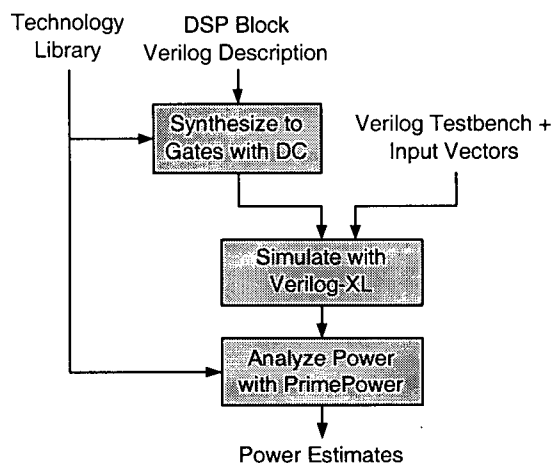 Technology
Library
DSP Block
Verilog Description
Synthesize to
Gates with DC
Verilog Testbench +
Input Vectors
Simulate with
Verilog-XL
Analyze Power
with PrimePower
Power Estimates